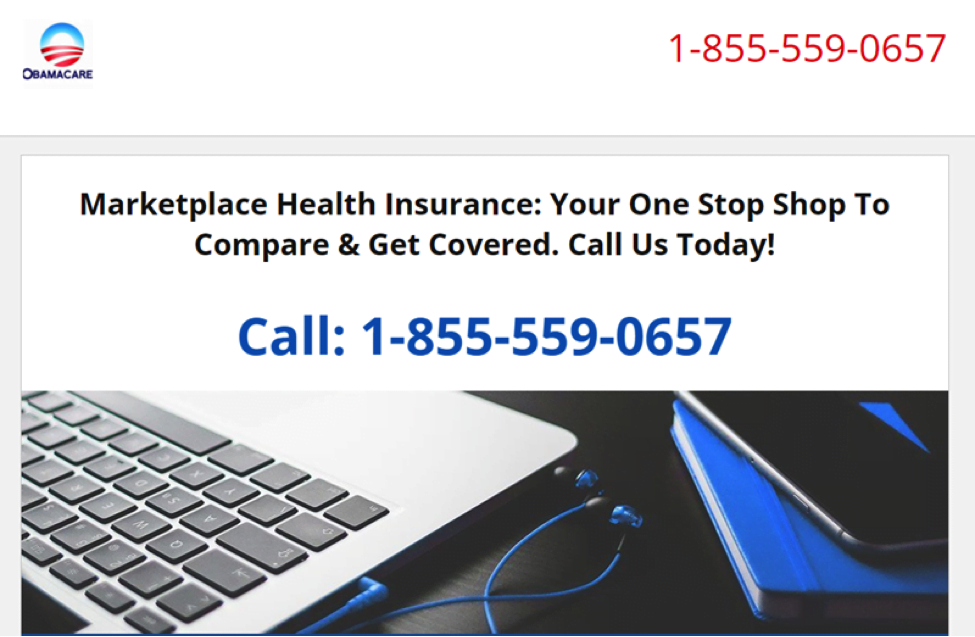 OBAMACARE
1-855-559-0657
Marketplace Health Insurance: Your One Stop Shop To
Compare & Get Covered. Call Us Today!
Call: 1-855-559-0657